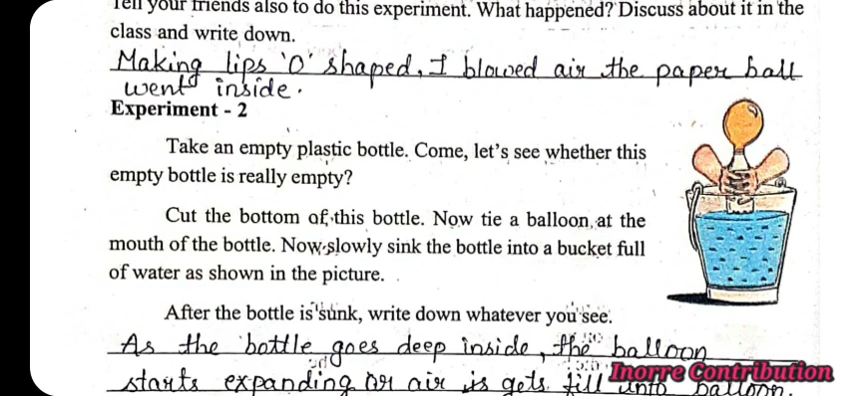 Tell your friends also to do this experiment. What happened? Discuss about it in the
class and write down.
Making lips 'O' shaped, I blowed air the paper ball
went inside.
Experiment - 2
Take an empty plastic bottle. Come, let's see whether this
empty bottle is really empty?
Cut the bottom of this bottle. Now tie a balloon at the
mouth of the bottle. Now slowly sink the bottle into a bucket full
of water as shown in the picture.
After the bottle is sunk, write down whatever you see.
As the bottle goes deep inside, the balloon
starts expanding or air is gets fill unto balloon.
Inorre Contribution